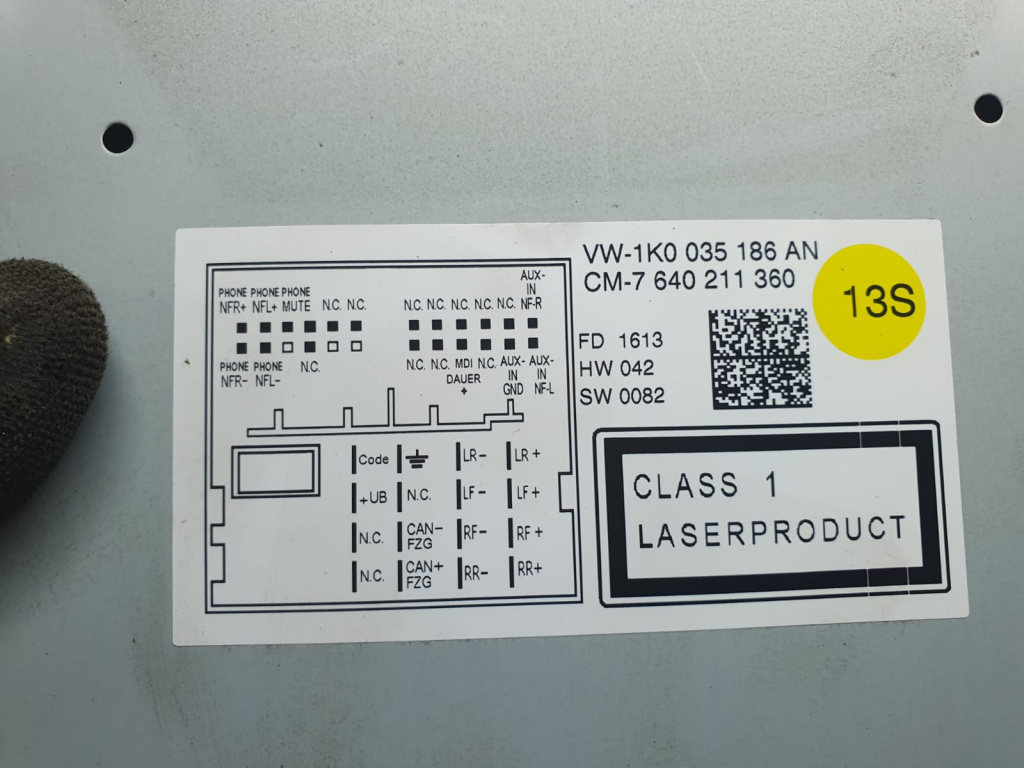 VW-1K0 035 186 AN
CM-7 640 211 360
13S
FD 1613
HW 042
SW 0082
CLASS 1
LASERPRODUCT
PHONE PHONE PHONE
NFR+ NFL+ MUTE N.C. N.C.
PHONE PHONE N.C.
NFR- NFL-
AUX-
IN
N.C. N.C. N.C. N.C. N.C. NF-R
N.C. N.C. MDI N.C. AUX- AUX-
DAUER IN IN
+ GND NF-L
Code LR- LR+
+UB N.C. LF- LF+
N.C. CAN- RF- RF+
FZG
N.C. CAN+ RR- RR+
FZG